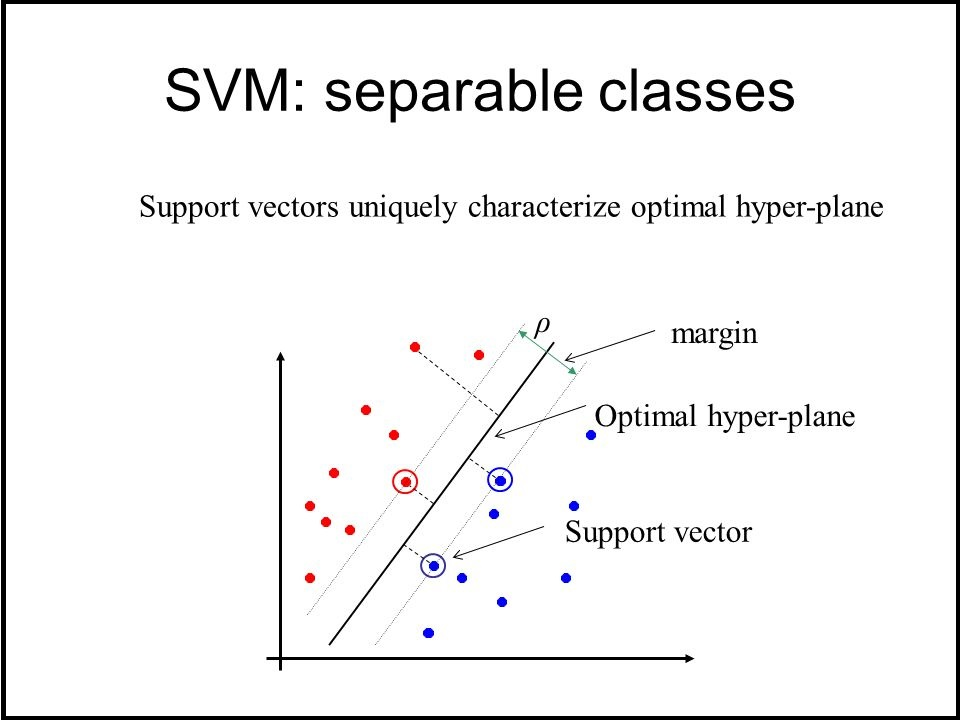 SVM: separable classes
Support vectors uniquely characterize optimal hyper-plane
ρ
margin
Optimal hyper-plane
Support vector